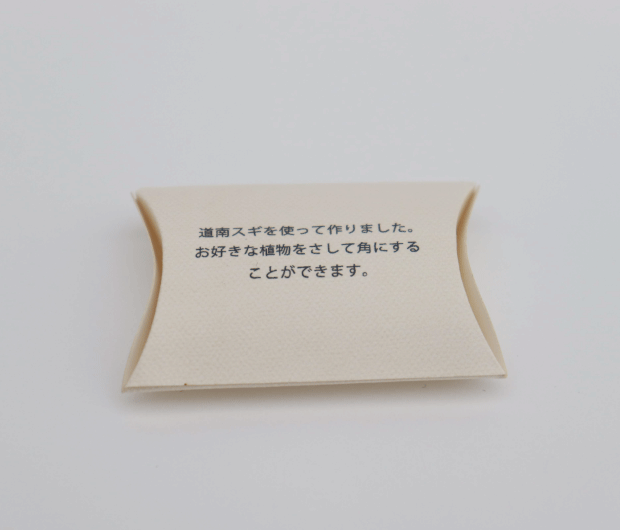 道南スギを使って作りました。
お好きな植物をさして角にする
ことができます。